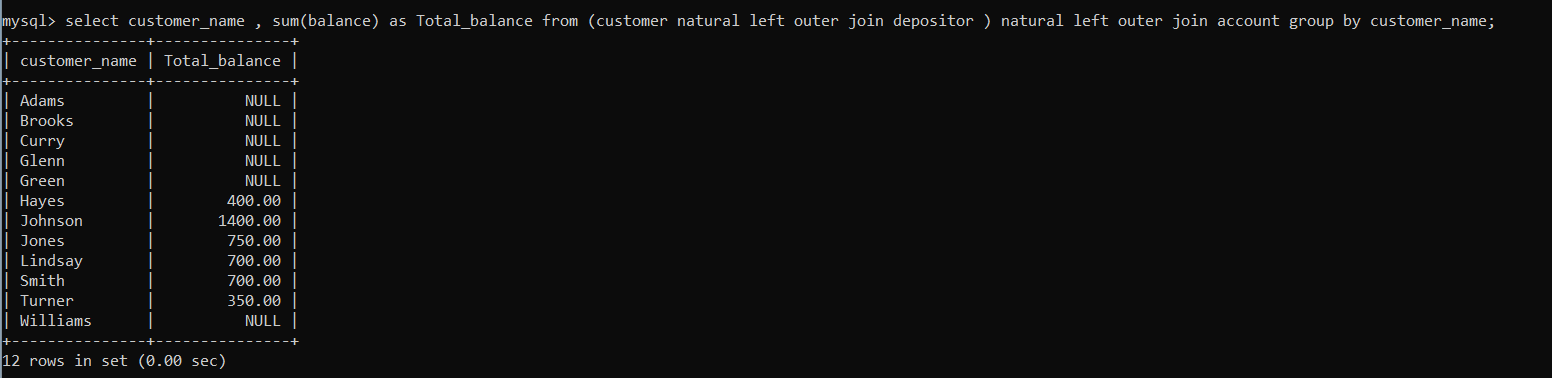 mysql> select customer_name , sum(balance) as Total_balance from (customer natural left outer join depositor ) natural left outer join account group by customer_name;
+---------------+---------------+
| customer_name | Total_balance |
+---------------+---------------+
| Adams         |          NULL |
| Brooks        |          NULL |
| Curry         |          NULL |
| Glenn         |          NULL |
| Green         |          NULL |
| Hayes         |        400.00 |
| Johnson       |       1400.00 |
| Jones         |        750.00 |
| Lindsay       |        700.00 |
| Smith         |        700.00 |
| Turner        |        350.00 |
| Williams      |          NULL |
+---------------+---------------+
12 rows in set (0.00 sec)